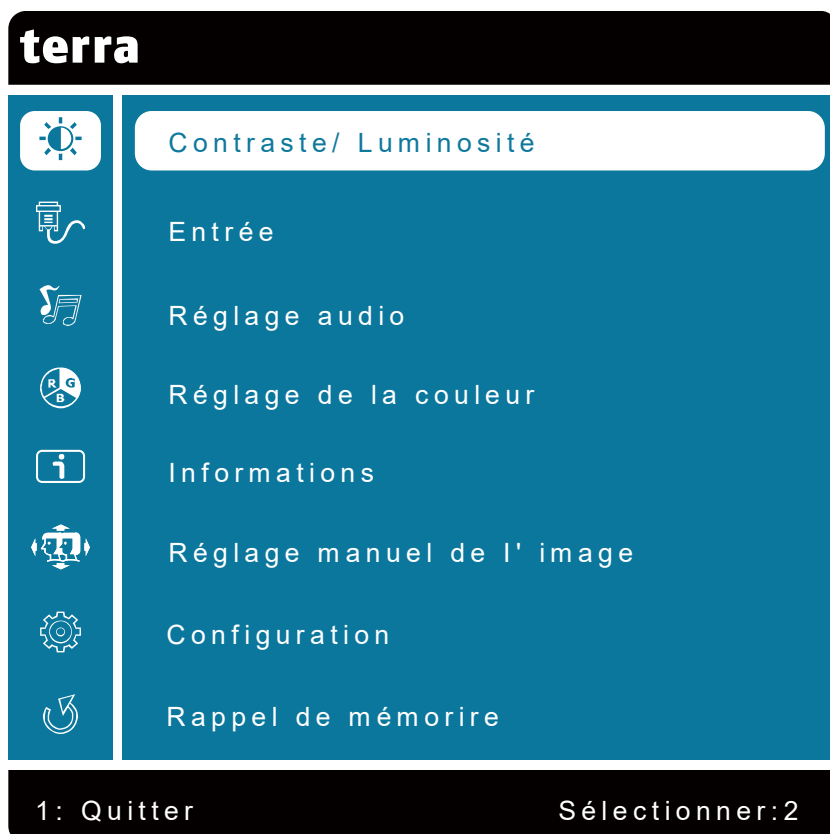 terra
Contraste/ Luminosité
Entrée
Réglage audio
R G
B
Réglage de la couleur
i
Informations
Réglage manuel de l' image
Configuration
Rappel de mémorire
1: Quitter Sélectionner:2